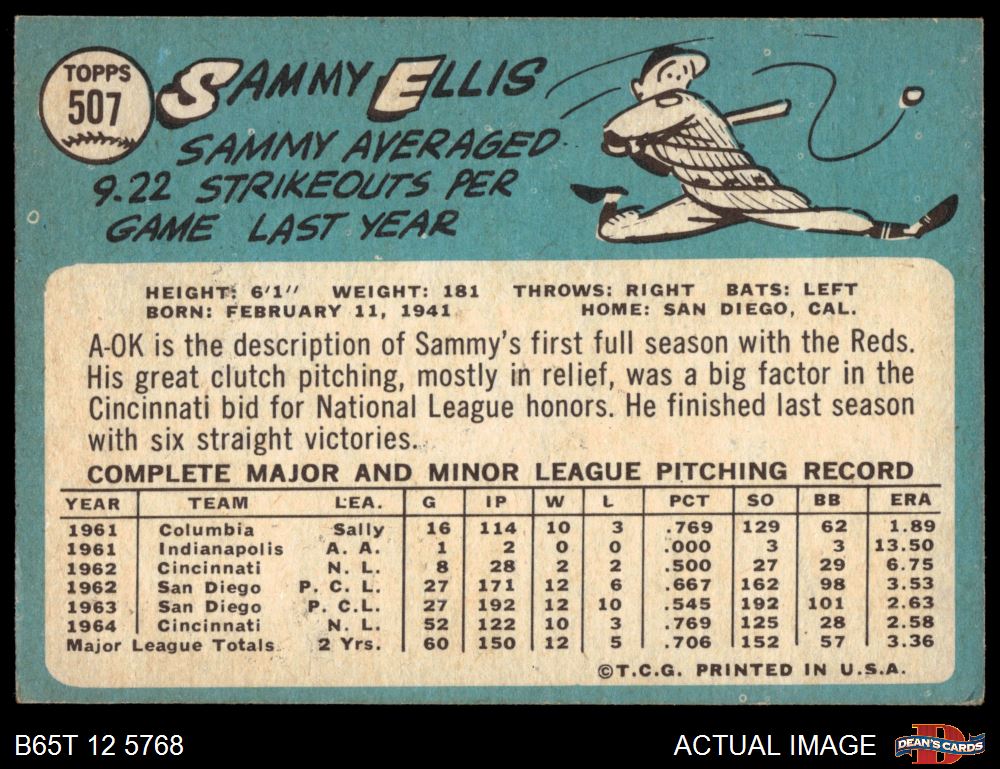 TOPPS
507
SAMMY ELLIS
SAMMY AVERAGED
9.22 STRIKEOUTS PER
GAME LAST YEAR
HEIGHT: 6'1" WEIGHT: 181 THROWS: RIGHT BATS: LEFT
BORN: FEBRUARY 11, 1941 HOME: SAN DIEGO, CAL.
A-OK is the description of Sammy's first full season with the Reds.
His great clutch pitching, mostly in relief, was a big factor in the
Cincinnati bid for National League honors. He finished last season
with six straight victories.
COMPLETE MAJOR AND MINOR LEAGUE PITCHING RECORD
YEAR TEAM LEA. G IP W L PCT SO BB ERA
1961 Columbia Sally 16 114 10 3 .769 129 62 1.89
1961 Indianapolis A. A. 1 2 0 0 .000 3 3 13.50
1962 Cincinnati N. L. 8 28 2 2 .500 27 29 6.75
1962 San Diego P. C. L. 27 171 12 6 .667 162 98 3.53
1963 San Diego P. C.L. 27 192 12 10 .545 192 101 2.63
1964 Cincinnati N. L. 52 122 10 3 .769 125 28 2.58
Major League Totals 2 Yrs. 60 150 12 5 .706 152 57 3.36
©T.C.G. PRINTED IN U.S.A.
B65T 12 5768 ACTUAL IMAGE DEAN'S CARDS